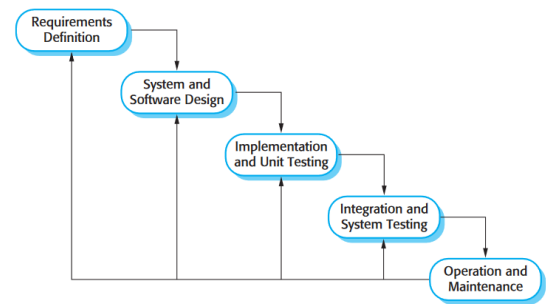 Requirements
Definition
System and
Software Design
Implementation
and Unit Testing
Integration and
System Testing
Operation and
Maintenance